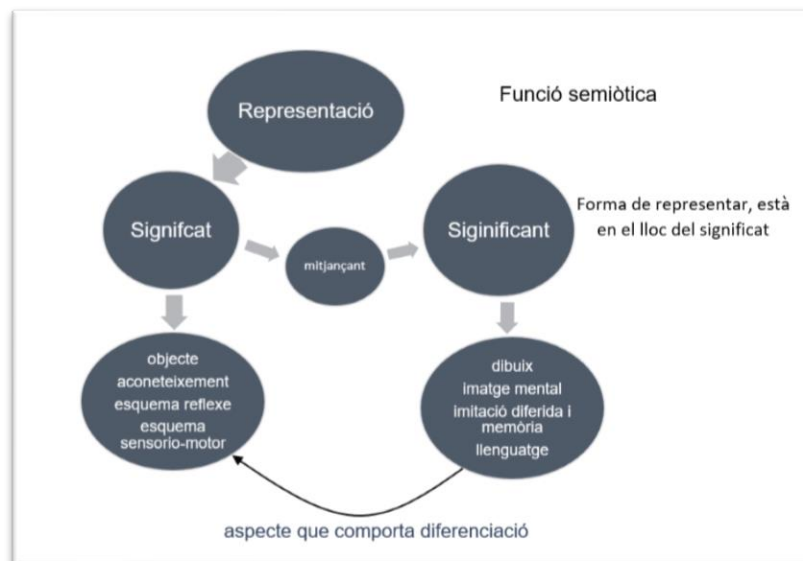 Representació
Funció semiòtica
Signifcat
mitjançant
Siginificant
Forma de representar, està
en el lloc del significat
objecte
aconeteixement
esquema reflexe
esquema
sensorio-motor
dibuix
imatge mental
imitació diferida i
memòria
llenguatge
aspecte que comporta diferenciació